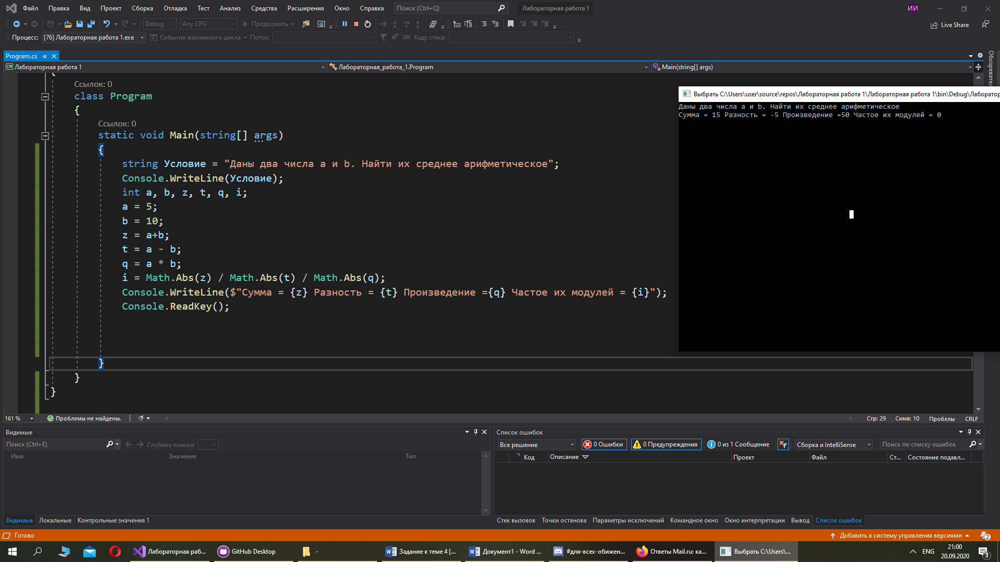 Файл Правка Вид Проект Сборка Отладка Тест Анализ Средства Расширения Окно Справка Поиск (Ctrl+Q) Лабораторная работа 1 ИИ
Debug Any CPU Продолжить Live Share
Процесс: [76] Лабораторная работа 1.exe События жизненного цикла Поток: Кадр стека:
Program.cs
Лабораторная работа 1 Лабораторная_работа_1.Program Main(string[] args)
Обозревател
{
Ссылок: 0
class Program
{
Ссылок: 0
static void Main(string[] args)
{
string Условие = "Даны два числа a и b. Найти их среднее арифметическое";
Console.WriteLine(Условие);
int a, b, z, t, q, i;
a = 5;
b = 10;
z = a+b;
t = a - b;
q = a * b;
i = Math.Abs(z) / Math.Abs(t) / Math.Abs(q);
Console.WriteLine($"Сумма = {z} Разность = {t} Произведение ={q} Частое их модулей = {i}");
Console.ReadKey();
}
}
}
Выбрать C:\Users\user\source\repos\Лабораторная работа 1\Лабораторная работа 1\bin\Debug\Лаборатор
Даны два числа a и b. Найти их среднее арифметическое
Сумма = 15 Разность = -5 Произведение =50 Частое их модулей = 0
161 % Проблемы не найдены. Стр: 29 Симв: 10 Пробелы CRLF
Видимые
Поиск (Ctrl+E) Глубина поиска:
Имя Значение Тип
Видимые Локальные Контрольные значения 1
Список ошибок
Все решение 0 Ошибки 0 Предупреждения 0 из 1 Сообщение Сборка и IntelliSense Поиск по списку ошибок
Код Описание Проект Файл Ст... Состояние подавл...
Стек вызовов Точки останова Параметры исключений Командное окно Окно интерпретации Вывод Список ошибок
Готово Добавить в систему управления версиями 2
Лабораторная раб... GitHub Desktop - Задание к теме 4 [... Документ1 - Word ... #для-всех-обижен... Ответы Mail.ru: ка... Выбрать C:\Users\... ENG 21:00
20.09.2020 3